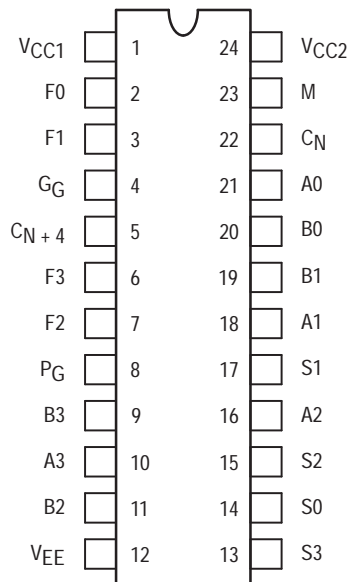 VCC1 1 24 VCC2
F0 2 23 M
F1 3 22 CN
GG 4 21 A0
CN + 4 5 20 B0
F3 6 19 B1
F2 7 18 A1
PG 8 17 S1
B3 9 16 A2
A3 10 15 S2
B2 11 14 S0
VEE 12 13 S3